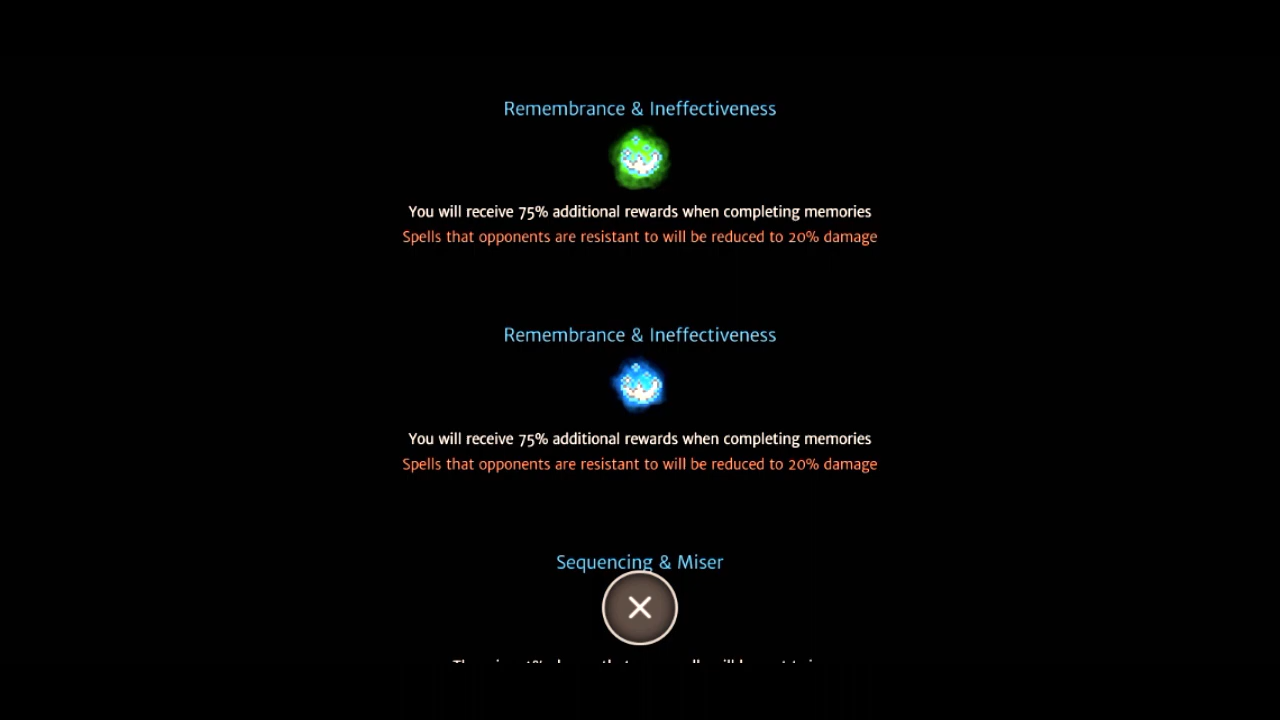 Remembrance & Ineffectiveness
You will receive 75% additional rewards when completing memories
Spells that opponents are resistant to will be reduced to 20% damage
Remembrance & Ineffectiveness
You will receive 75% additional rewards when completing memories
Spells that opponents are resistant to will be reduced to 20% damage
Sequencing & Miser